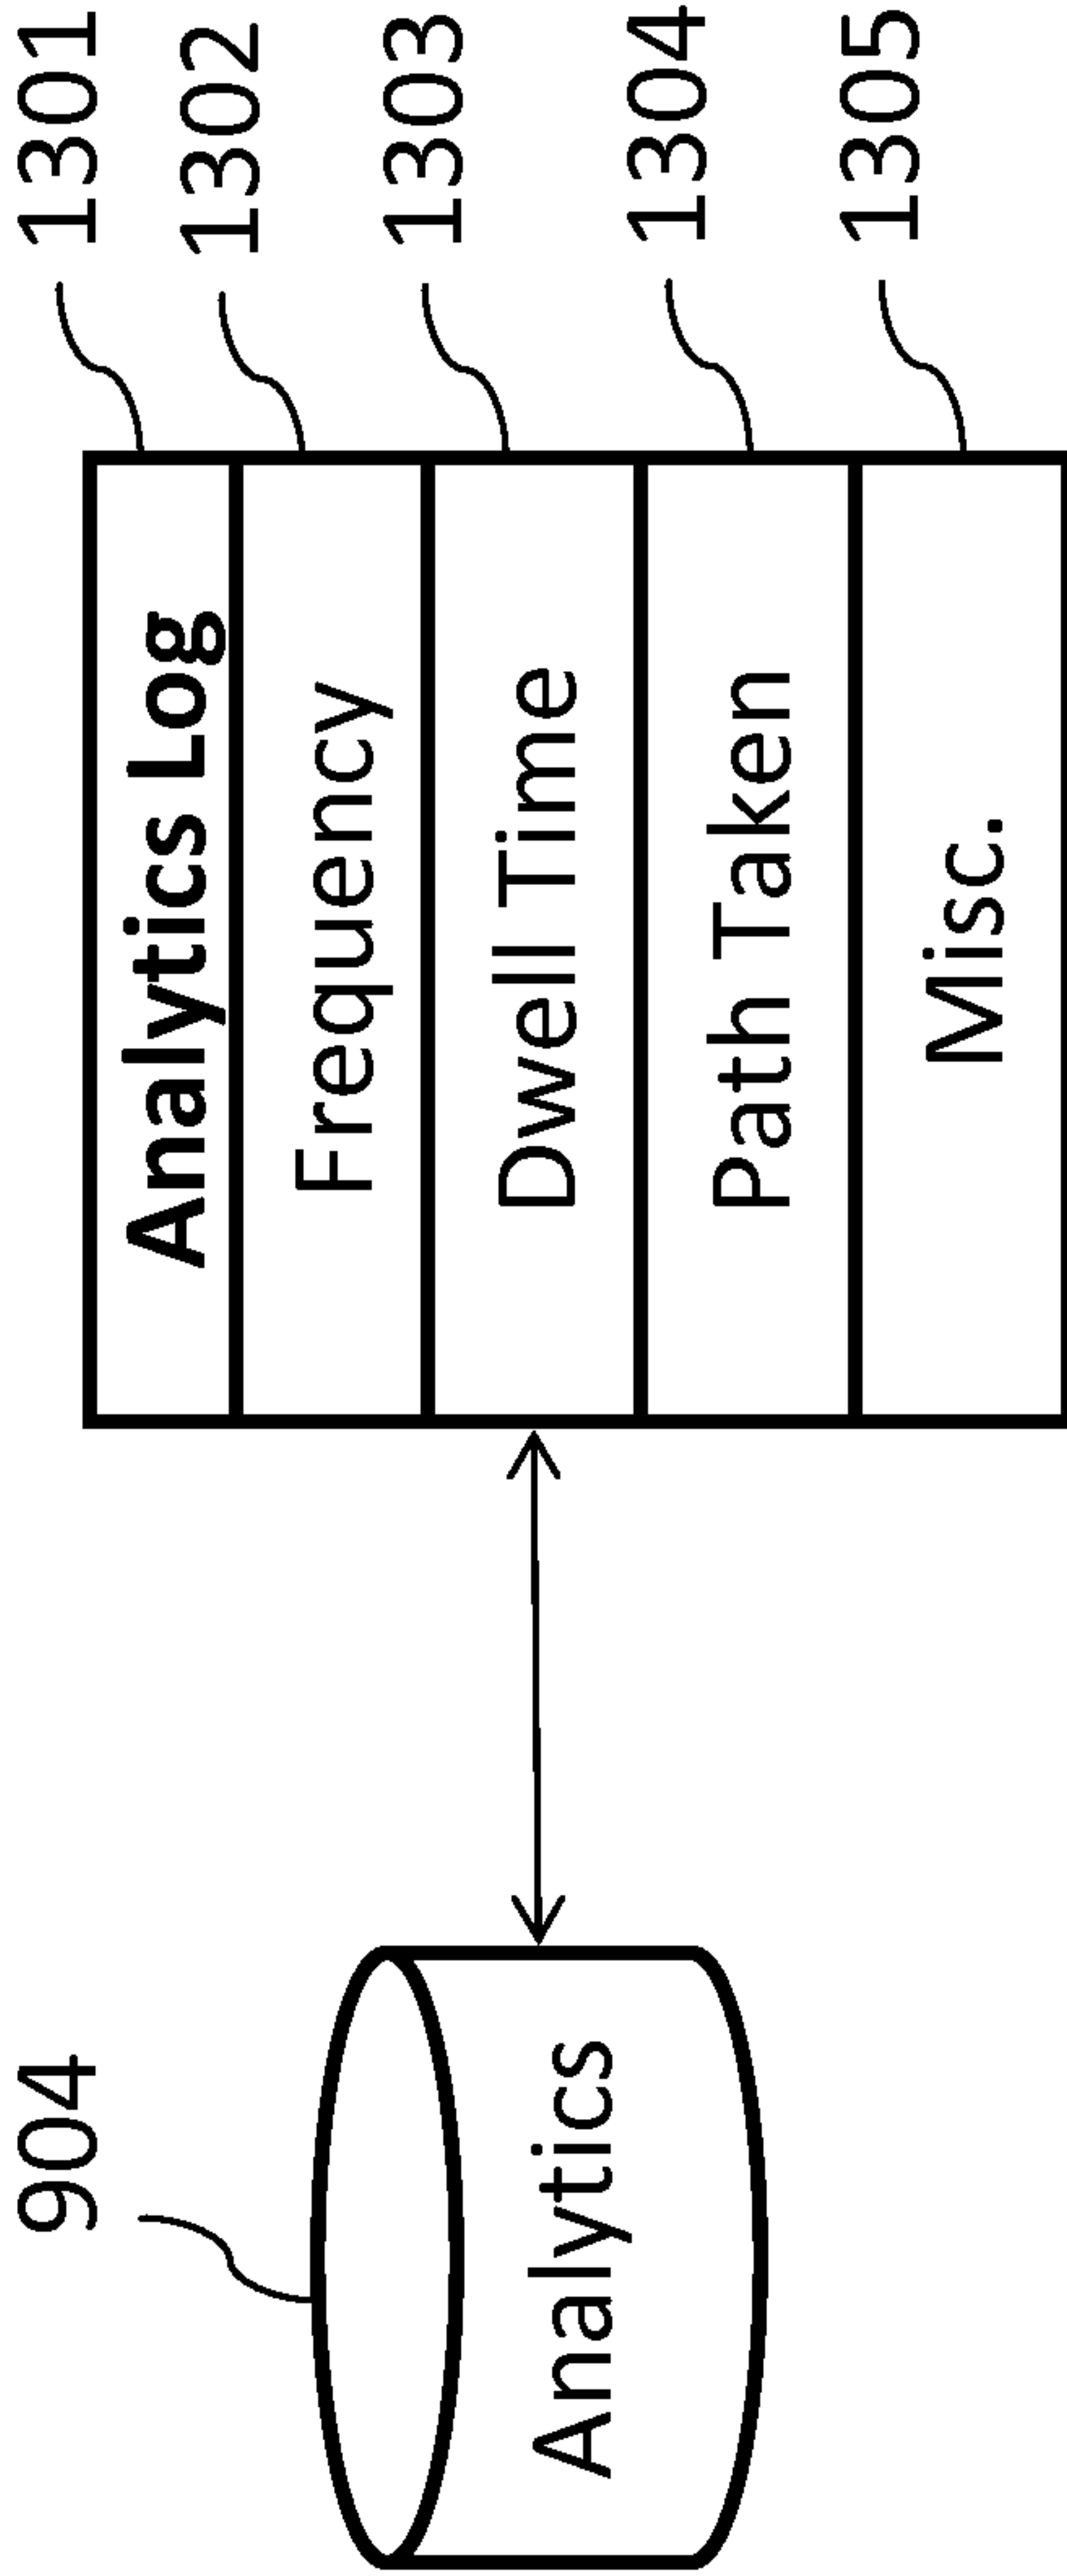 904
Analytics
Analytics Log
1301
Frequency
1302
Dwell Time
1303
Path Taken
1304
Misc.
1305